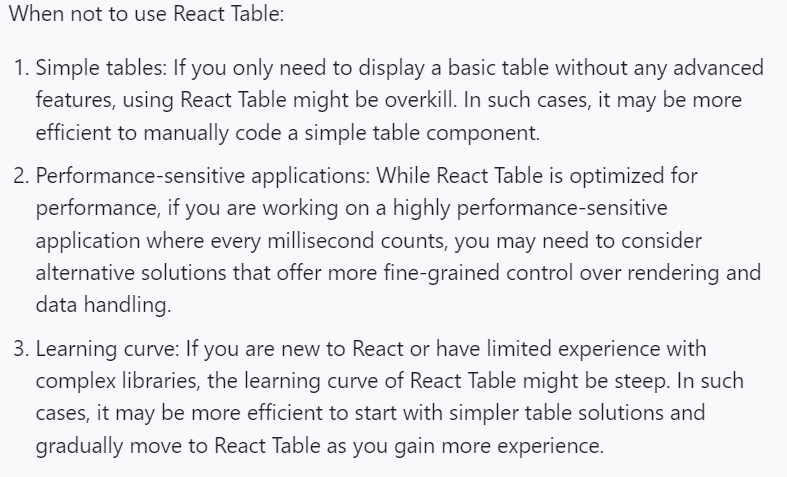 When not to use React Table:
1. Simple tables: If you only need to display a basic table without any advanced
features, using React Table might be overkill. In such cases, it may be more
efficient to manually code a simple table component.
2. Performance-sensitive applications: While React Table is optimized for
performance, if you are working on a highly performance-sensitive
application where every millisecond counts, you may need to consider
alternative solutions that offer more fine-grained control over rendering and
data handling.
3. Learning curve: If you are new to React or have limited experience with
complex libraries, the learning curve of React Table might be steep. In such
cases, it may be more efficient to start with simpler table solutions and
gradually move to React Table as you gain more experience.